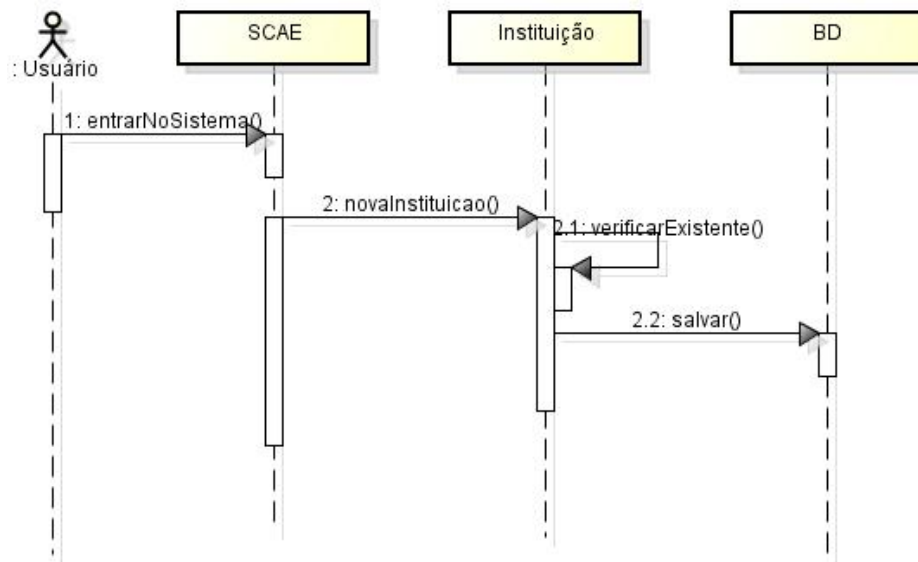 SCAE
Instituição
BD
: Usuário
1: entrarNoSistema()
2: novaInstituicao()
2.1: verificarExistente()
2.2: salvar()